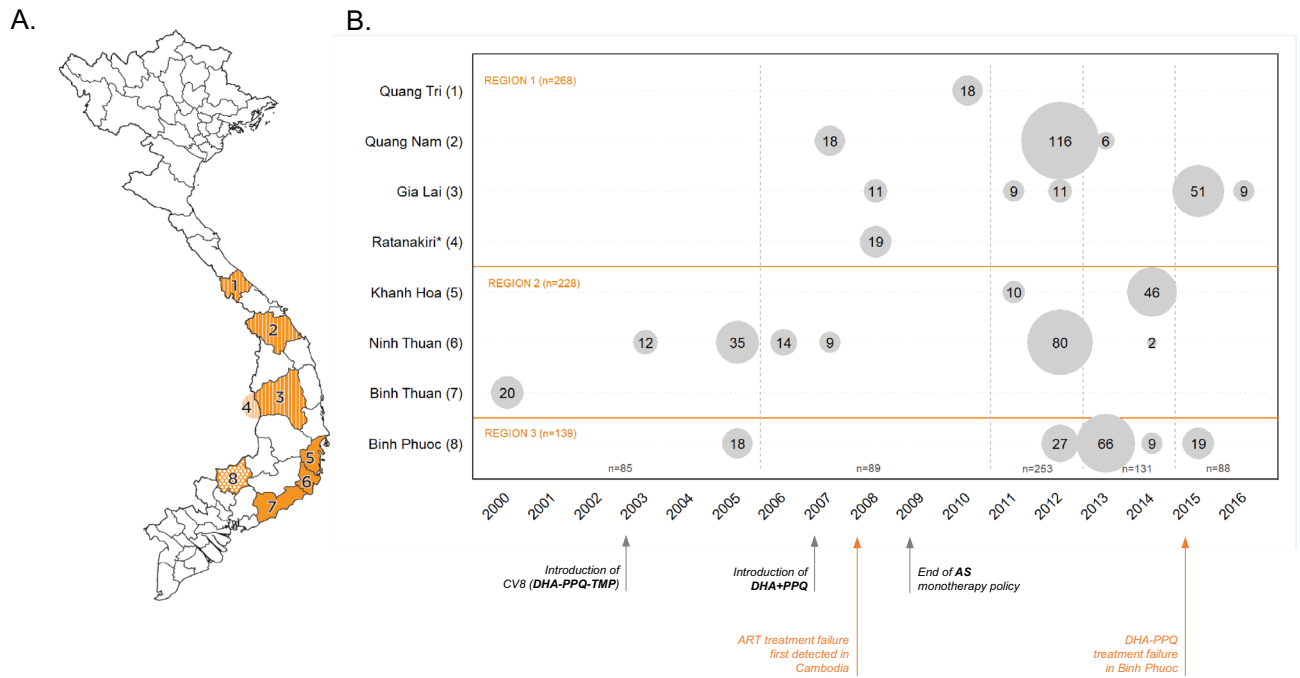 A.
B.
1
2
3
4
5
6
7
8
REGION 1 (n=268)
Quang Tri (1) 18
Quang Nam (2) 18 116 6
Gia Lai (3) 11 9 11 51 9
Ratanakiri* (4) 19
REGION 2 (n=228)
Khanh Hoa (5) 10 46
Ninh Thuan (6) 12 35 14 9 80 2
Binh Thuan (7) 20
REGION 3 (n=139)
Binh Phuoc (8) 18 27 66 9 19
n=85 n=89 n=253 n=131 n=88
2000 2001 2002 2003 2004 2005 2006 2007 2008 2009 2010 2011 2012 2013 2014 2015 2016
Introduction of
CV8 (DHA-PPQ-TMP)
Introduction of
DHA+PPQ
End of AS
monotherapy policy
ART treatment failure
first detected in
Cambodia
DHA-PPQ
treatment failure
in Binh Phuoc